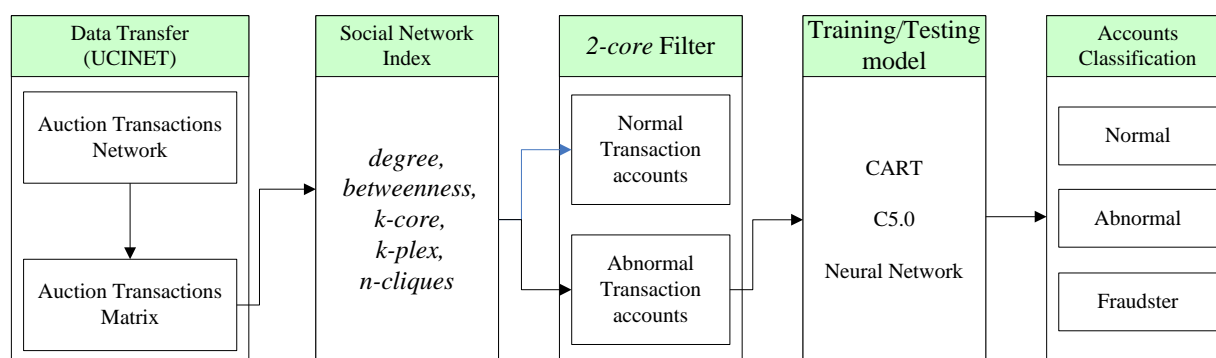 Data Transfer
(UCINET)
Auction Transactions
Network
Auction Transactions
Matrix
Social Network
Index
degree,
betweenness,
k-core,
k-plex,
n-cliques
2-core Filter
Normal
Transaction
accounts
Abnormal
Transaction
accounts
Training/Testing
model
CART
C5.0
Neural Network
Accounts
Classification
Normal
Abnormal
Fraudster